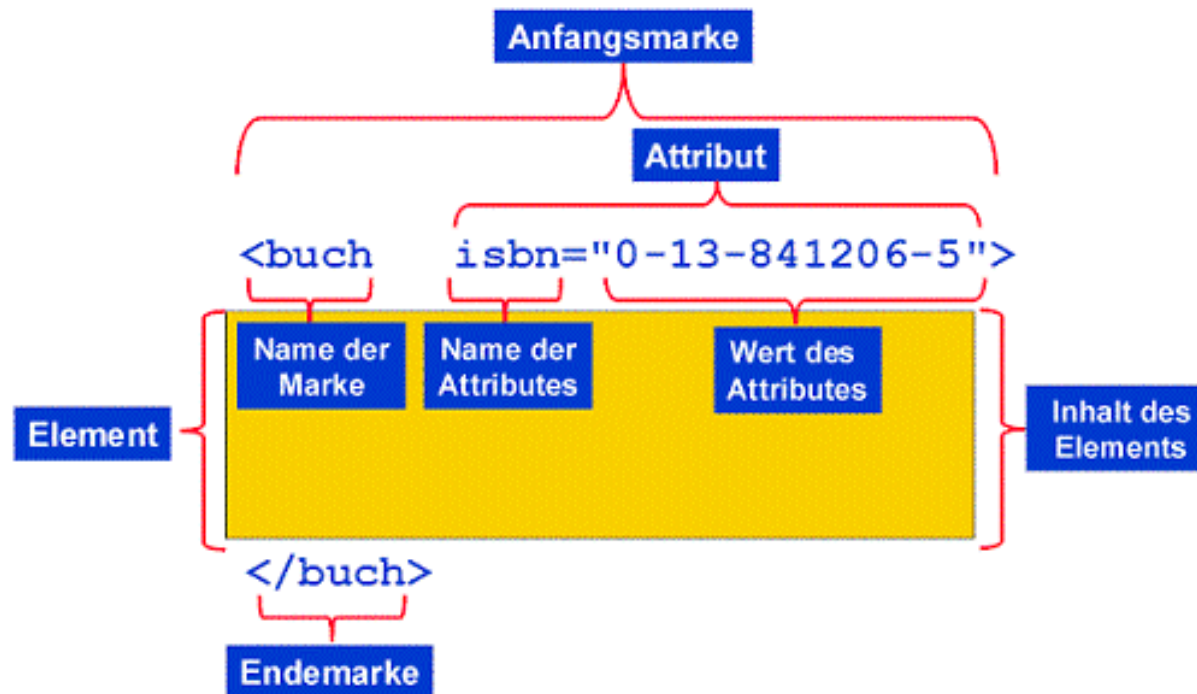 Anfangsmarke
Attribut
<buch isbn="0-13-841206-5">
Name der
Marke
Name der
Attributes
Wert des
Attributes
Element
Inhalt des
Elements
</buch>
Endemarke